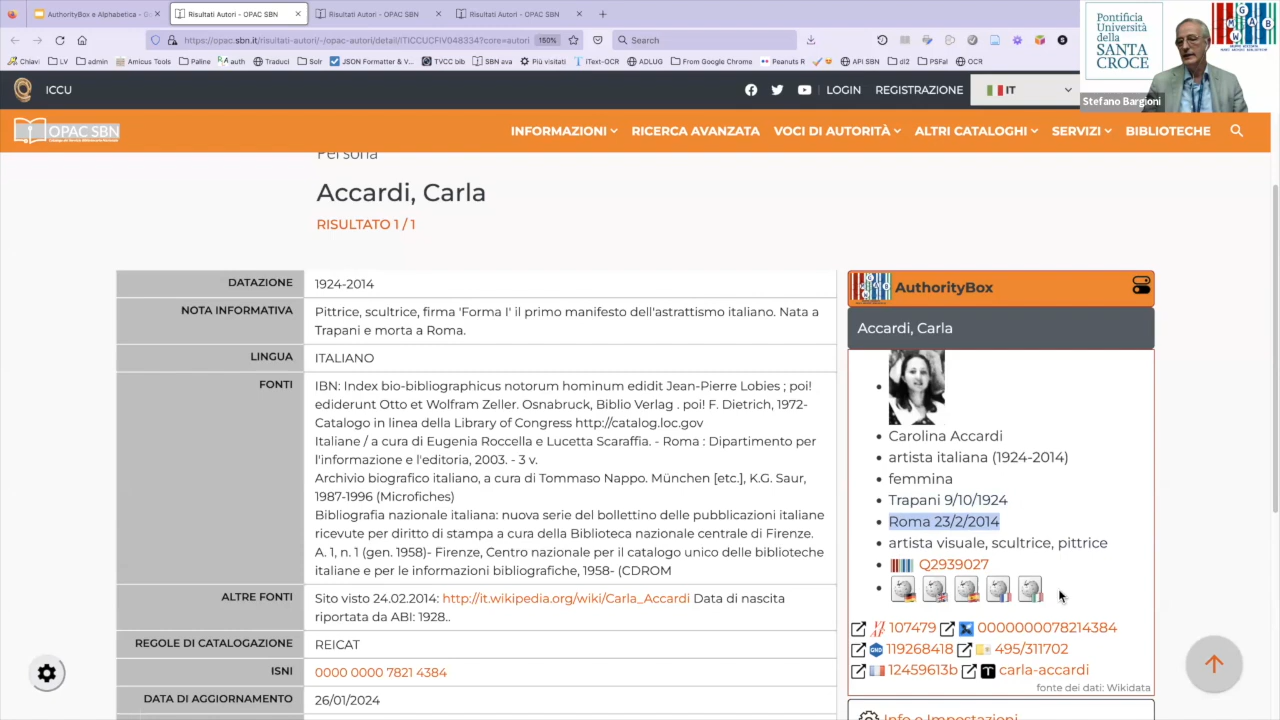 AuthorityBox e Alphabetica - G
Risultati Autori - OPAC SBN
Risultati Autori - OPAC SBN
Risultati Autori - OPAC SBN
https://opac.sbn.it/risultati-autori/-/opac-autori/detail/ITICCUCFIV048334?core=autori
150%
Search
Chiavi
LV
admin
Amicus Tools
Paline
auth
Traduci
Solr
JSON Formatter & V...
TVCC bib
SBN all
più Visitati
iText-OCR
ADLUG
From Google Chrome
Peanuts F...
API SBN
dl2
PSFal
OCR
Pontificia
Università
della
SANTA
CROCE
G
A B
W
Stefano Bargioni
ICCU
LOGIN
REGISTRAZIONE
IT
OPAC SBN
INFORMAZIONI
RICERCA AVANZATA
VOCI DI AUTORITÀ
ALTRI CATALOGHI
SERVIZI
BIBLIOTECHE
Persona
Accardi, Carla
RISULTATO 1 / 1
DATAZIONE
1924-2014
NOTA INFORMATIVA
Pittrice, scultrice, firma 'Forma I' il primo manifesto dell'astrattismo italiano. Nata a
Trapani e morta a Roma.
LINGUA
ITALIANO
FONTI
IBN: Index bio-bibliographicus notorum hominum edidit Jean-Pierre Lobies ; poi!
ediderunt Otto et Wolfram Zeller. Osnabruck, Biblio Verlag . poi! F. Dietrich, 1972-
Catalogo in linea della Library of Congress http://catalog.loc.gov
Italiane / a cura di Eugenia Roccella e Lucetta Scaraffia. - Roma : Dipartimento per
l'informazione e l'editoria, 2003. - 3 v.
Archivio biografico italiano, a cura di Tommaso Nappo. München [etc.], K.G. Saur,
1987-1996 (Microfiches)
Bibliografia nazionale italiana: nuova serie del bollettino delle pubblicazioni italiane
ricevute per diritto di stampa a cura della Biblioteca nazionale centrale di Firenze.
A. 1, n. 1 (gen. 1958)- Firenze, Centro nazionale per il catalogo unico delle biblioteche
italiane e per le informazioni bibliografiche, 1958- (CDROM
ALTRE FONTI
Sito visto 24.02.2014: http://it.wikipedia.org/wiki/Carla_Accardi Data di nascita
riportata da ABI: 1928..
REGOLE DI CATALOGAZIONE
REICAT
ISNI
0000 0000 7821 4384
DATA DI AGGIORNAMENTO
26/01/2024
AuthorityBox
Accardi, Carla
Carolina Accardi
artista italiana (1924-2014)
femmina
Trapani 9/10/1924
Roma 23/2/2014
artista visuale, scultrice, pittrice
Q2939027
107479 0000000078214384
GND 119268418 495/311702
12459613b T carla-accardi
fonte dei dati: Wikidata
Info e Impostazioni